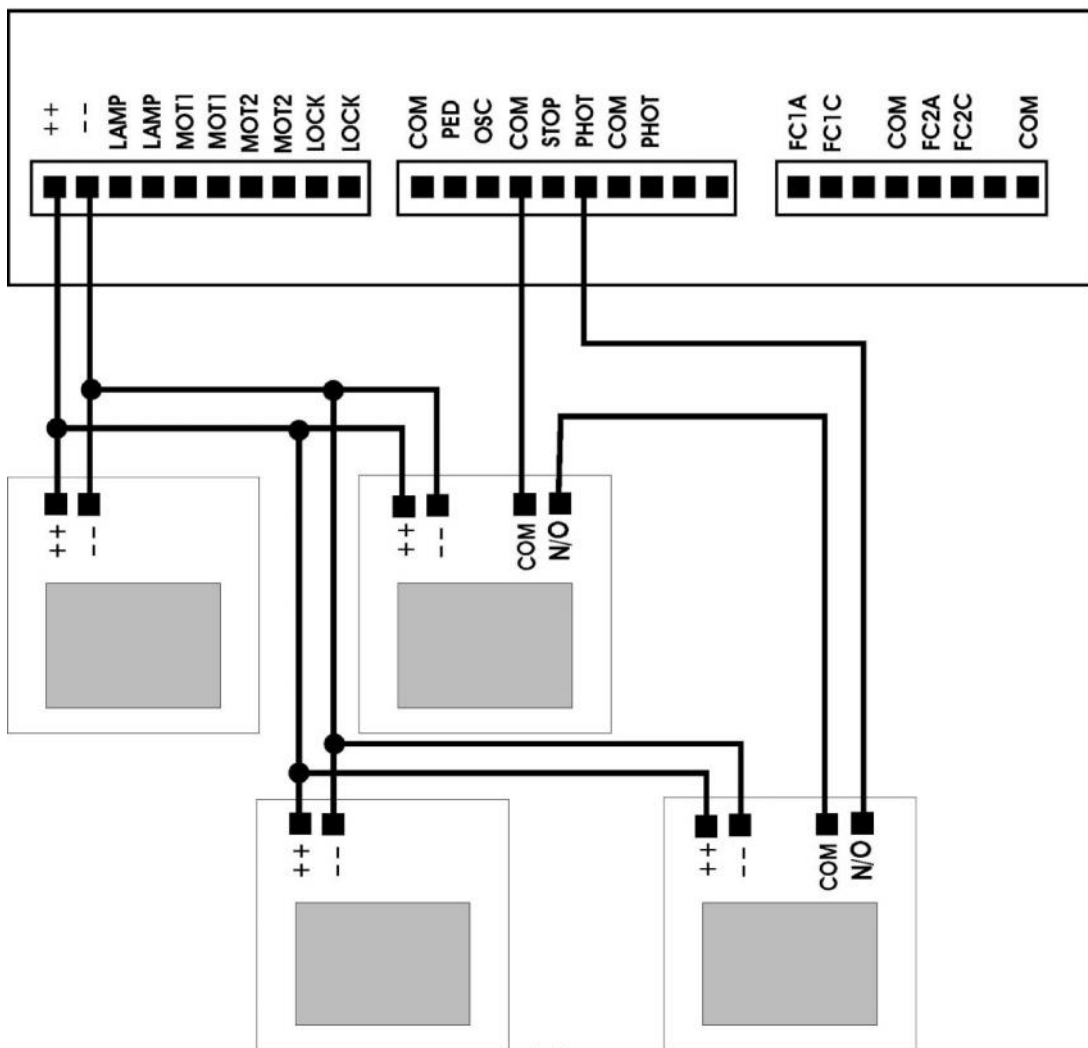 ++
--
LAMP
LAMP
MOT1
MOT1
MOT2
MOT2
LOCK
LOCK
COM
PED
OSC
COM
STOP
PHOT
COM
PHOT
FC1A
FC1C
COM
FC2A
FC2C
COM
++
--
++
--
COM
N/O
++
--
++
--
COM
N/O